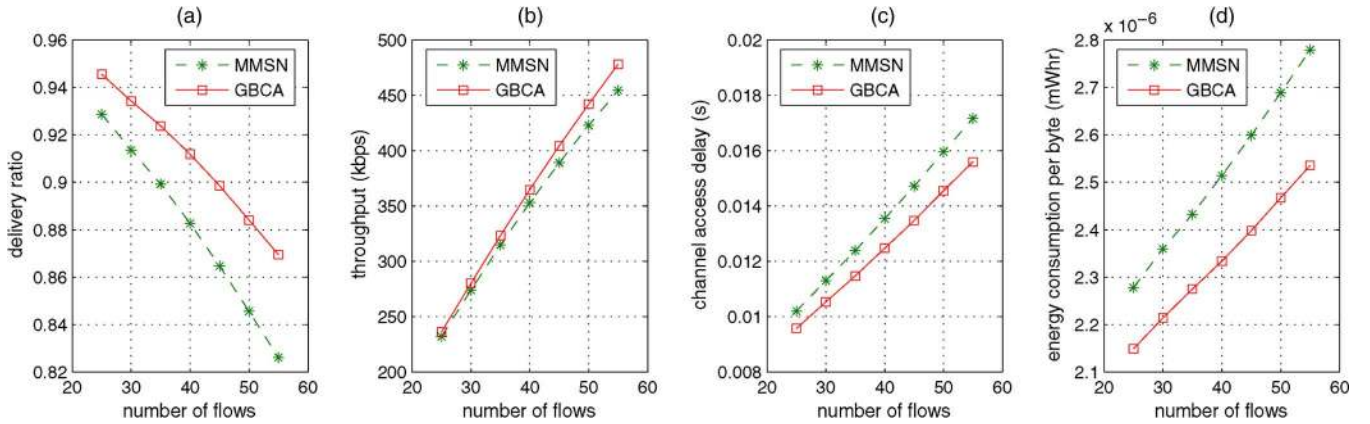 (a)
0.96
0.94
0.92
0.9
0.88
0.86
0.84
0.82
20 30 40 50 60
delivery ratio
number of flows
MMSN
GBCA
(b)
500
450
400
350
300
250
200
20 30 40 50 60
throughput (kbps)
number of flows
MMSN
GBCA
(c)
0.02
0.018
0.016
0.014
0.012
0.01
0.008
20 30 40 50 60
channel access delay (s)
number of flows
MMSN
GBCA
(d)
x 10⁻⁶
2.8
2.7
2.6
2.5
2.4
2.3
2.2
2.1
20 30 40 50 60
energy consumption per byte (mWhr)
number of flows
MMSN
GBCA